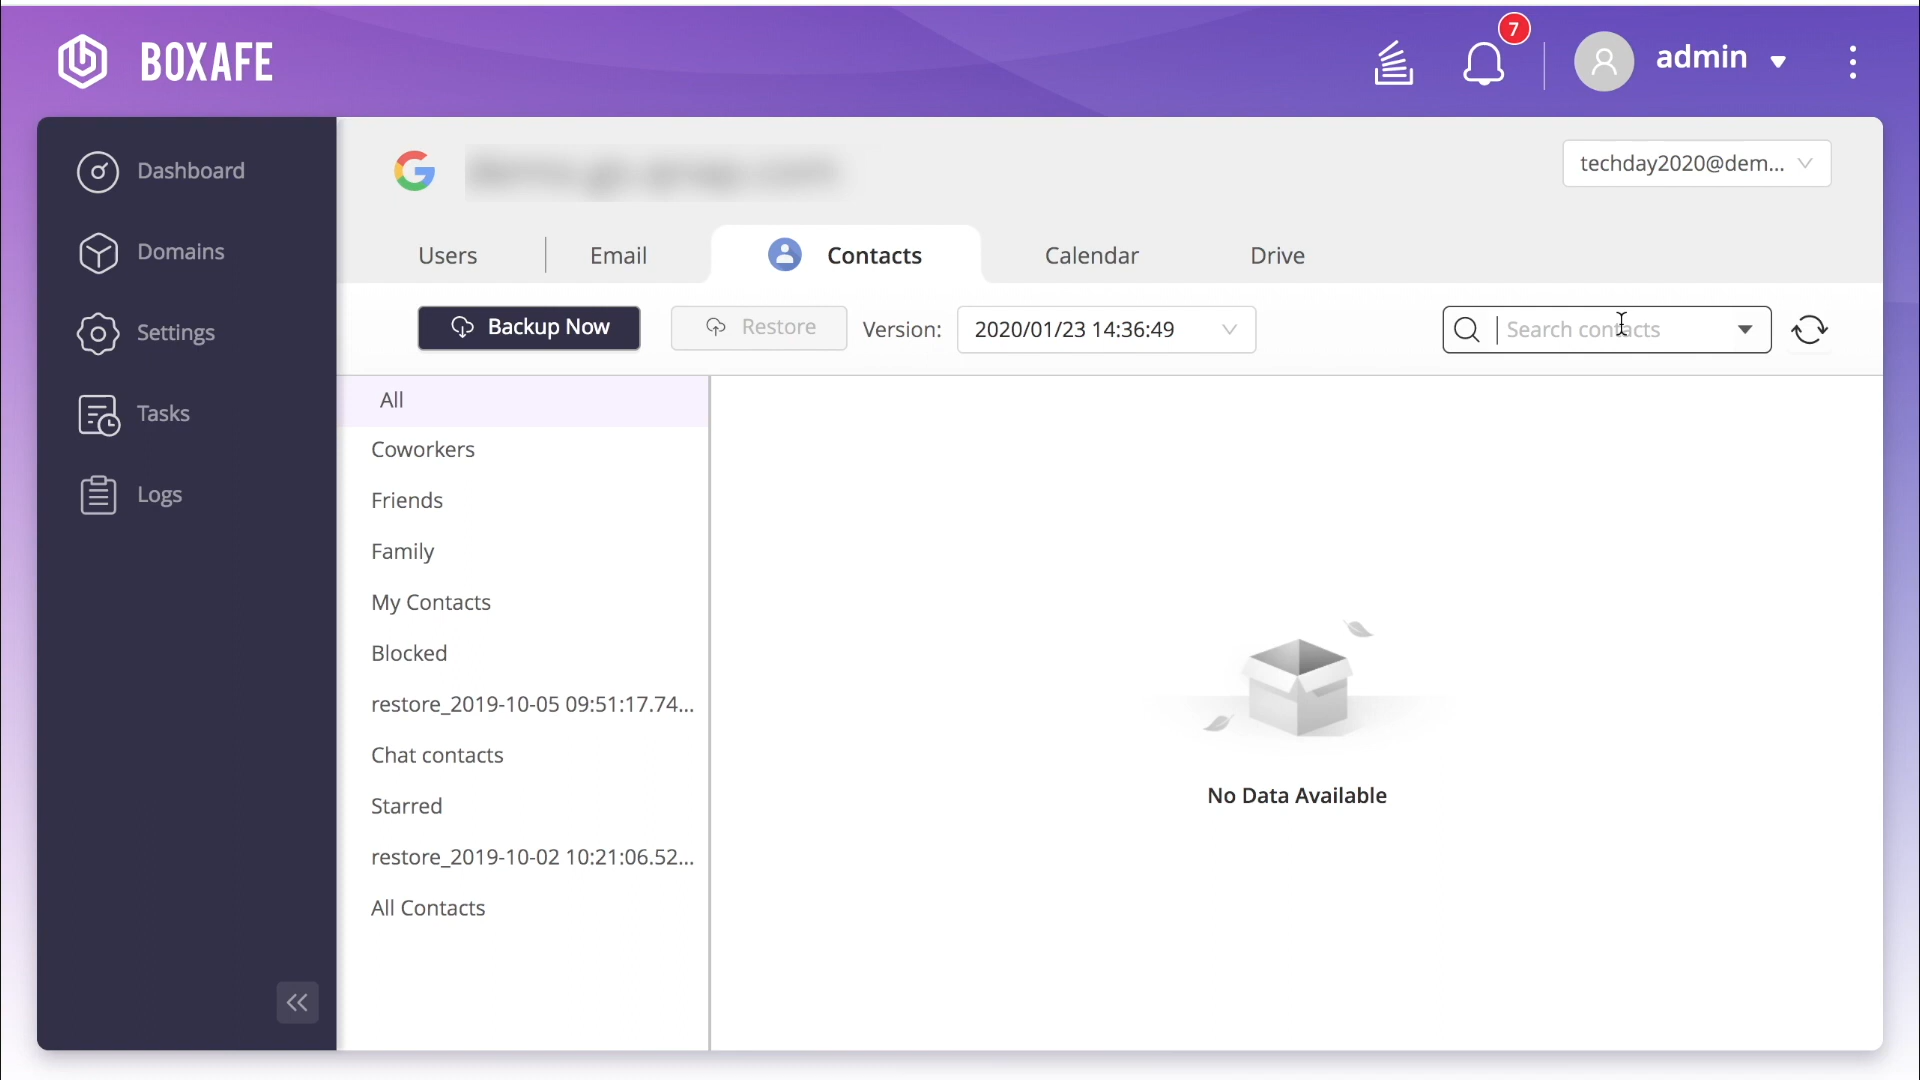 BOXAFE
7
admin
Dashboard
Domains
Settings
Tasks
Logs
techday2020@dem...
Users
Email
Contacts
Calendar
Drive
Backup Now
Restore
Version:
2020/01/23 14:36:49
Search contacts
All
Coworkers
Friends
Family
My Contacts
Blocked
restore_2019-10-05 09:51:17.74...
Chat contacts
Starred
restore_2019-10-02 10:21:06.52...
All Contacts
No Data Available